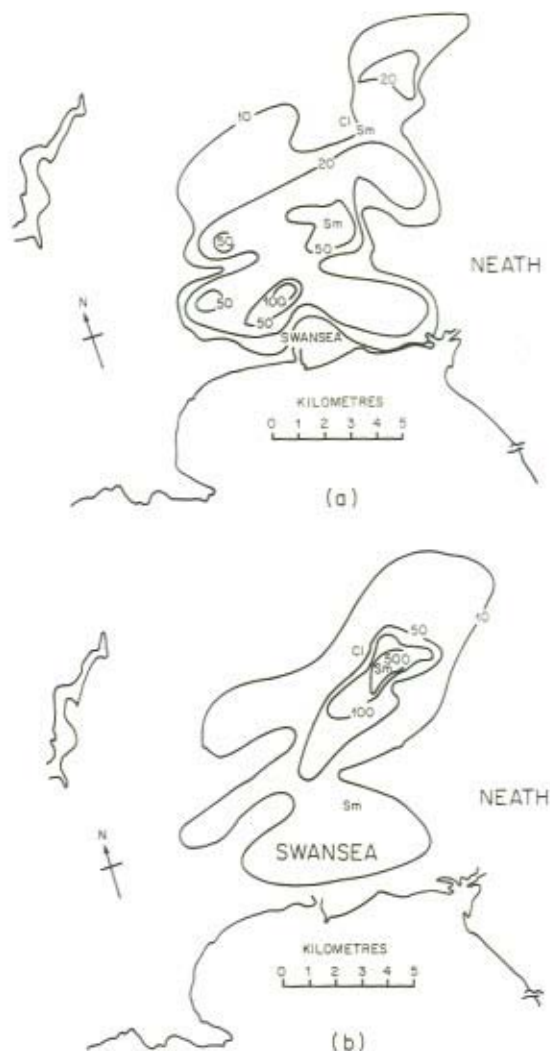 20
10
Cl
Sm
20
Sm
50
50
NEATH
50
100
50
N
SWANSEA
KILOMETRES
0 1 2 3 4 5
(a)
50
10
Cl
500
Sm
100
Sm
NEATH
N
SWANSEA
KILOMETRES
0 1 2 3 4 5
(b)